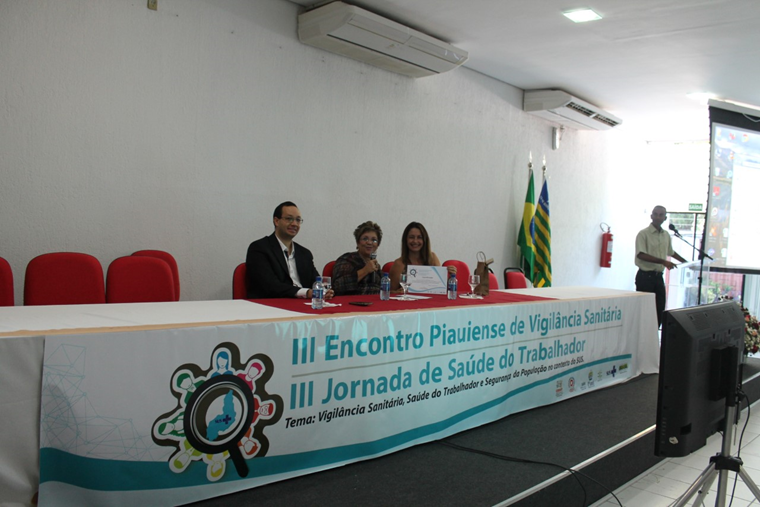 III Encontro Piauiense de Vigilância Sanitária
III Jornada de Saúde do Trabalhador
Tema: Vigilância Sanitária, Saúde do Trabalhador e Segurança da População no contexto do SUS.